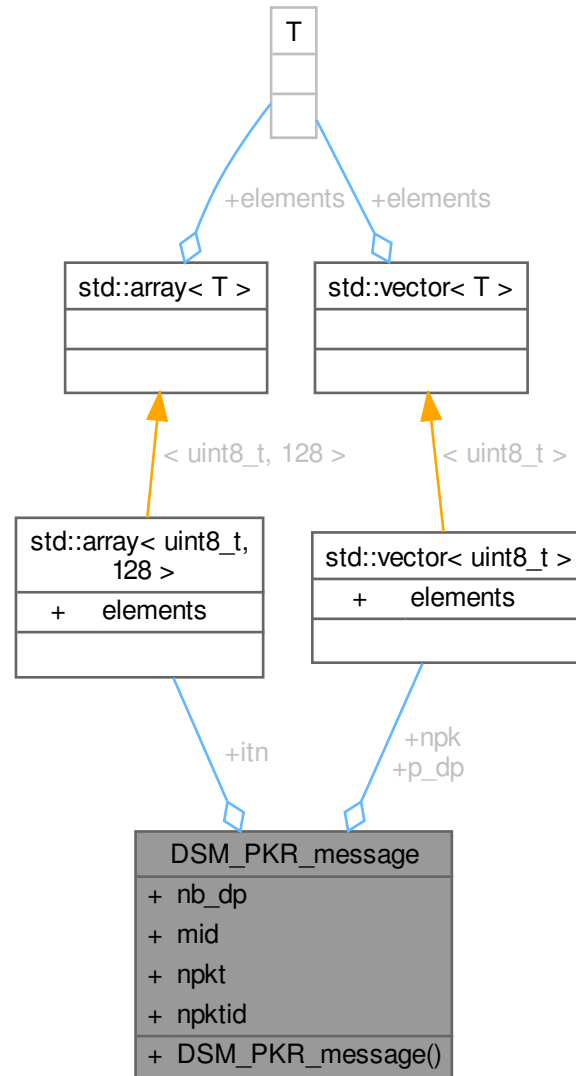 T
+elements
+elements
std::array< T >
std::vector< T >
< uint8_t, 128 >
< uint8_t >
std::array< uint8_t,
128 >
+ elements
std::vector< uint8_t >
+ elements
+itn
+npk
+p_dp
DSM_PKR_message
+ nb_dp
+ mid
+ npkt
+ npktid
+ DSM_PKR_message()